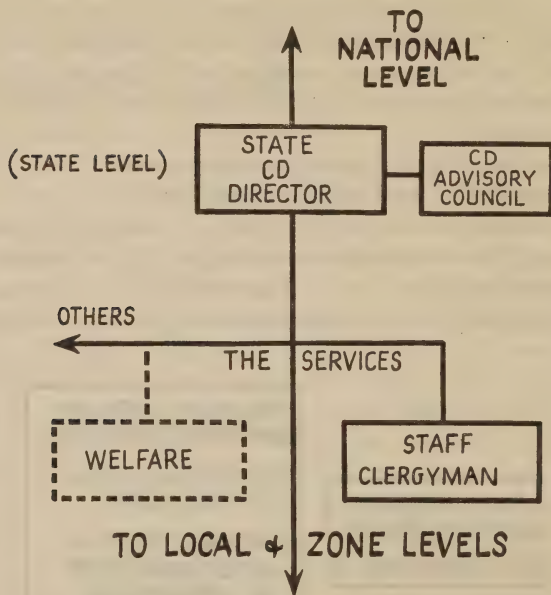 TO
NATIONAL
LEVEL
(STATE LEVEL)
STATE
CD
DIRECTOR
CD
ADVISORY
COUNCIL
OTHERS
THE SERVICES
WELFARE
STAFF
CLERGYMAN
TO LOCAL & ZONE LEVELS